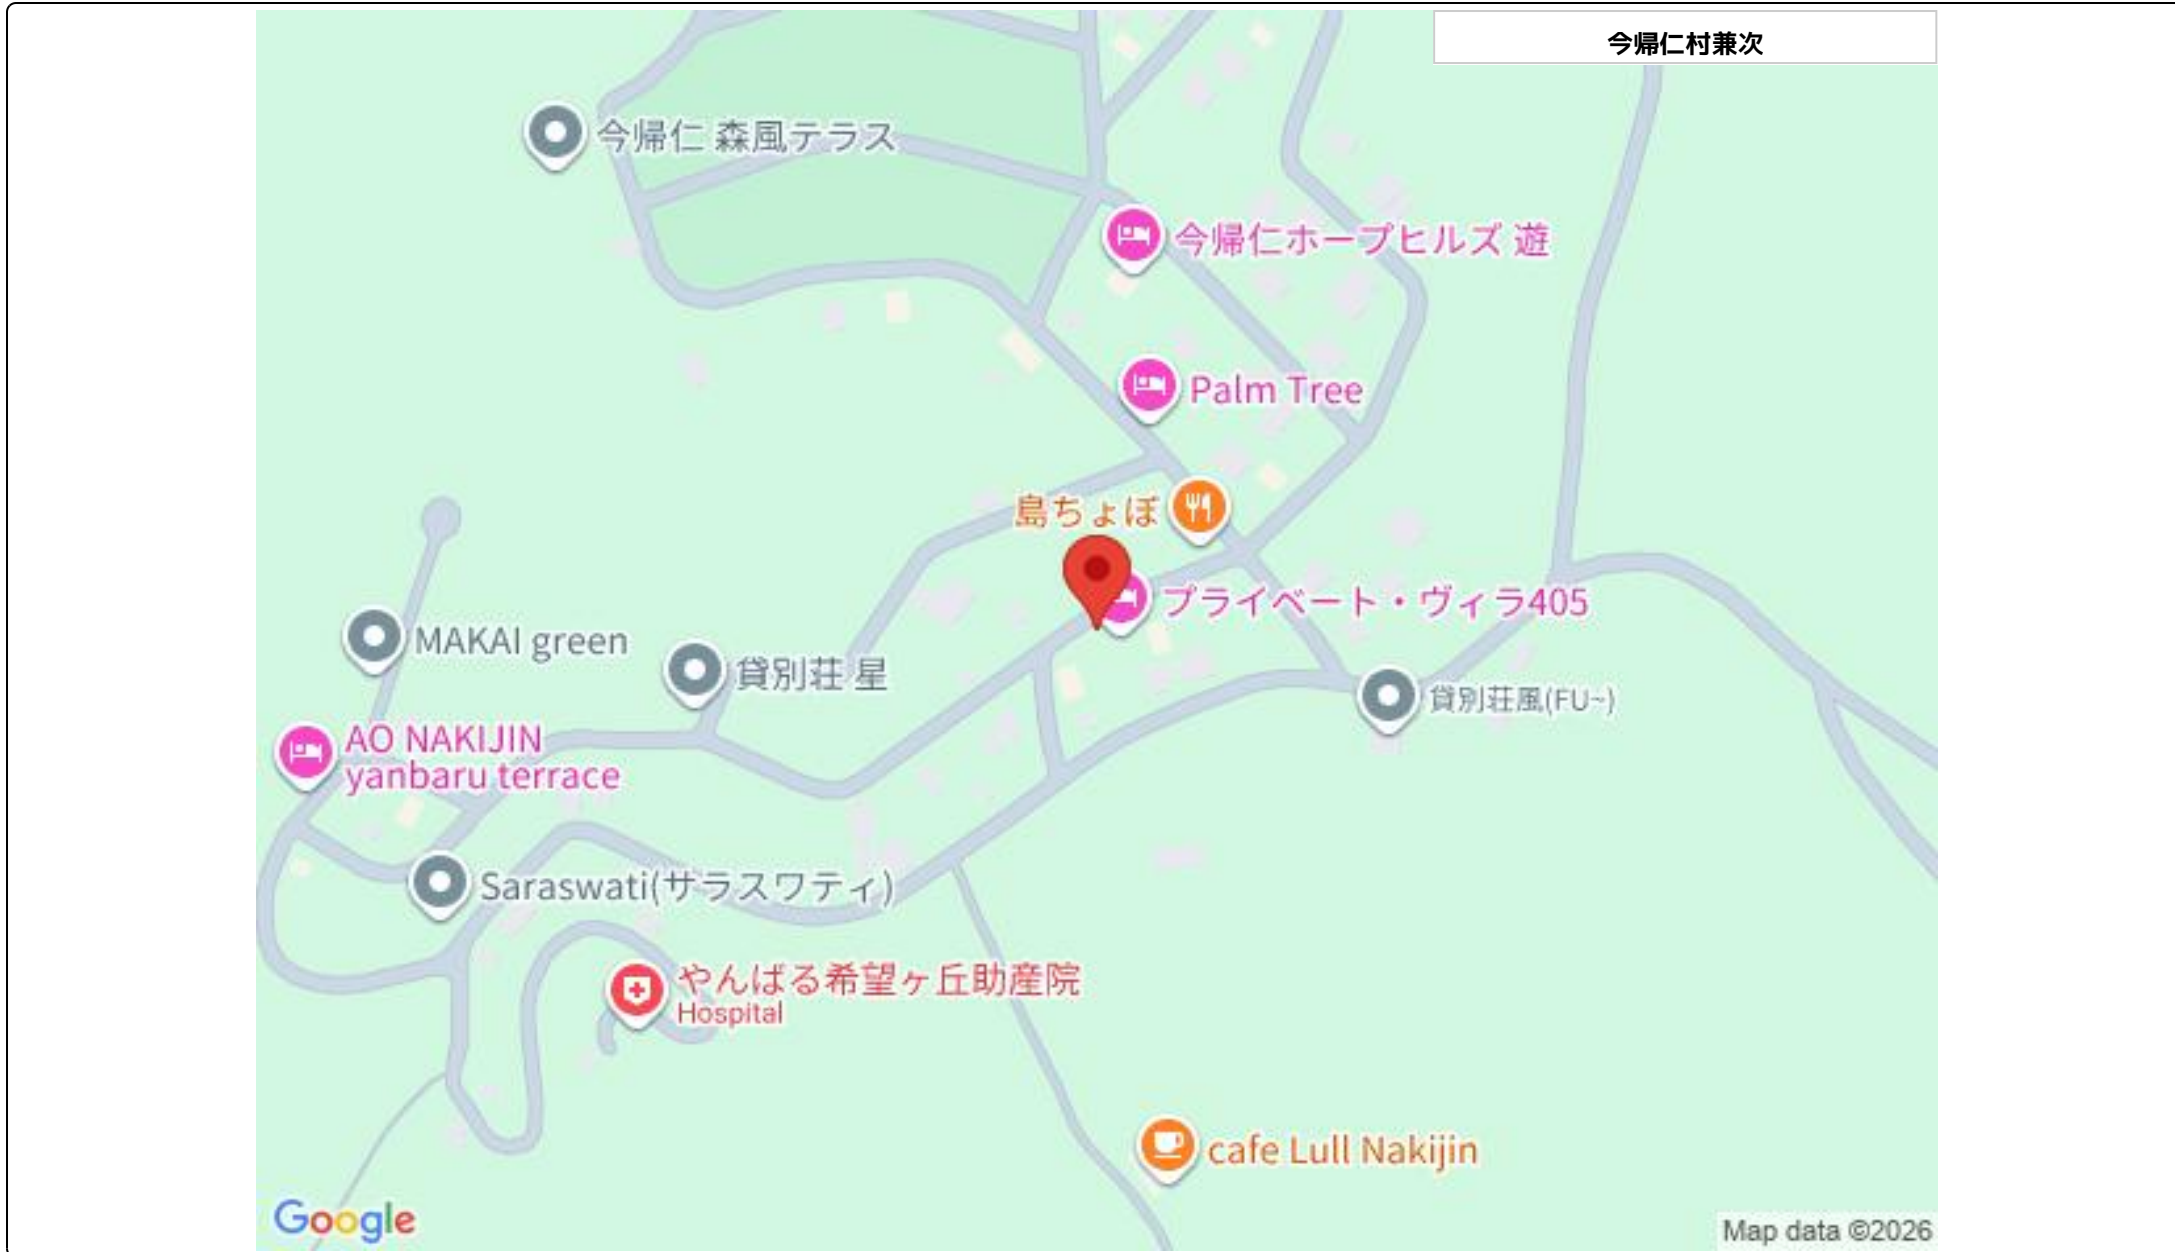 今帰仁村兼次
今帰仁 森風テラス
今帰仁ホープヒルズ 遊
Palm Tree
島ちょぼ
プライベート・ヴィラ405
MAKAI green
貸別荘 星
貸別荘風(FU~)
AO NAKIJIN
yanbaru terrace
Saraswati(サラスワティ)
やんばる希望ヶ丘助産院
Hospital
cafe Lull Nakijin
Google
Map data ©2026